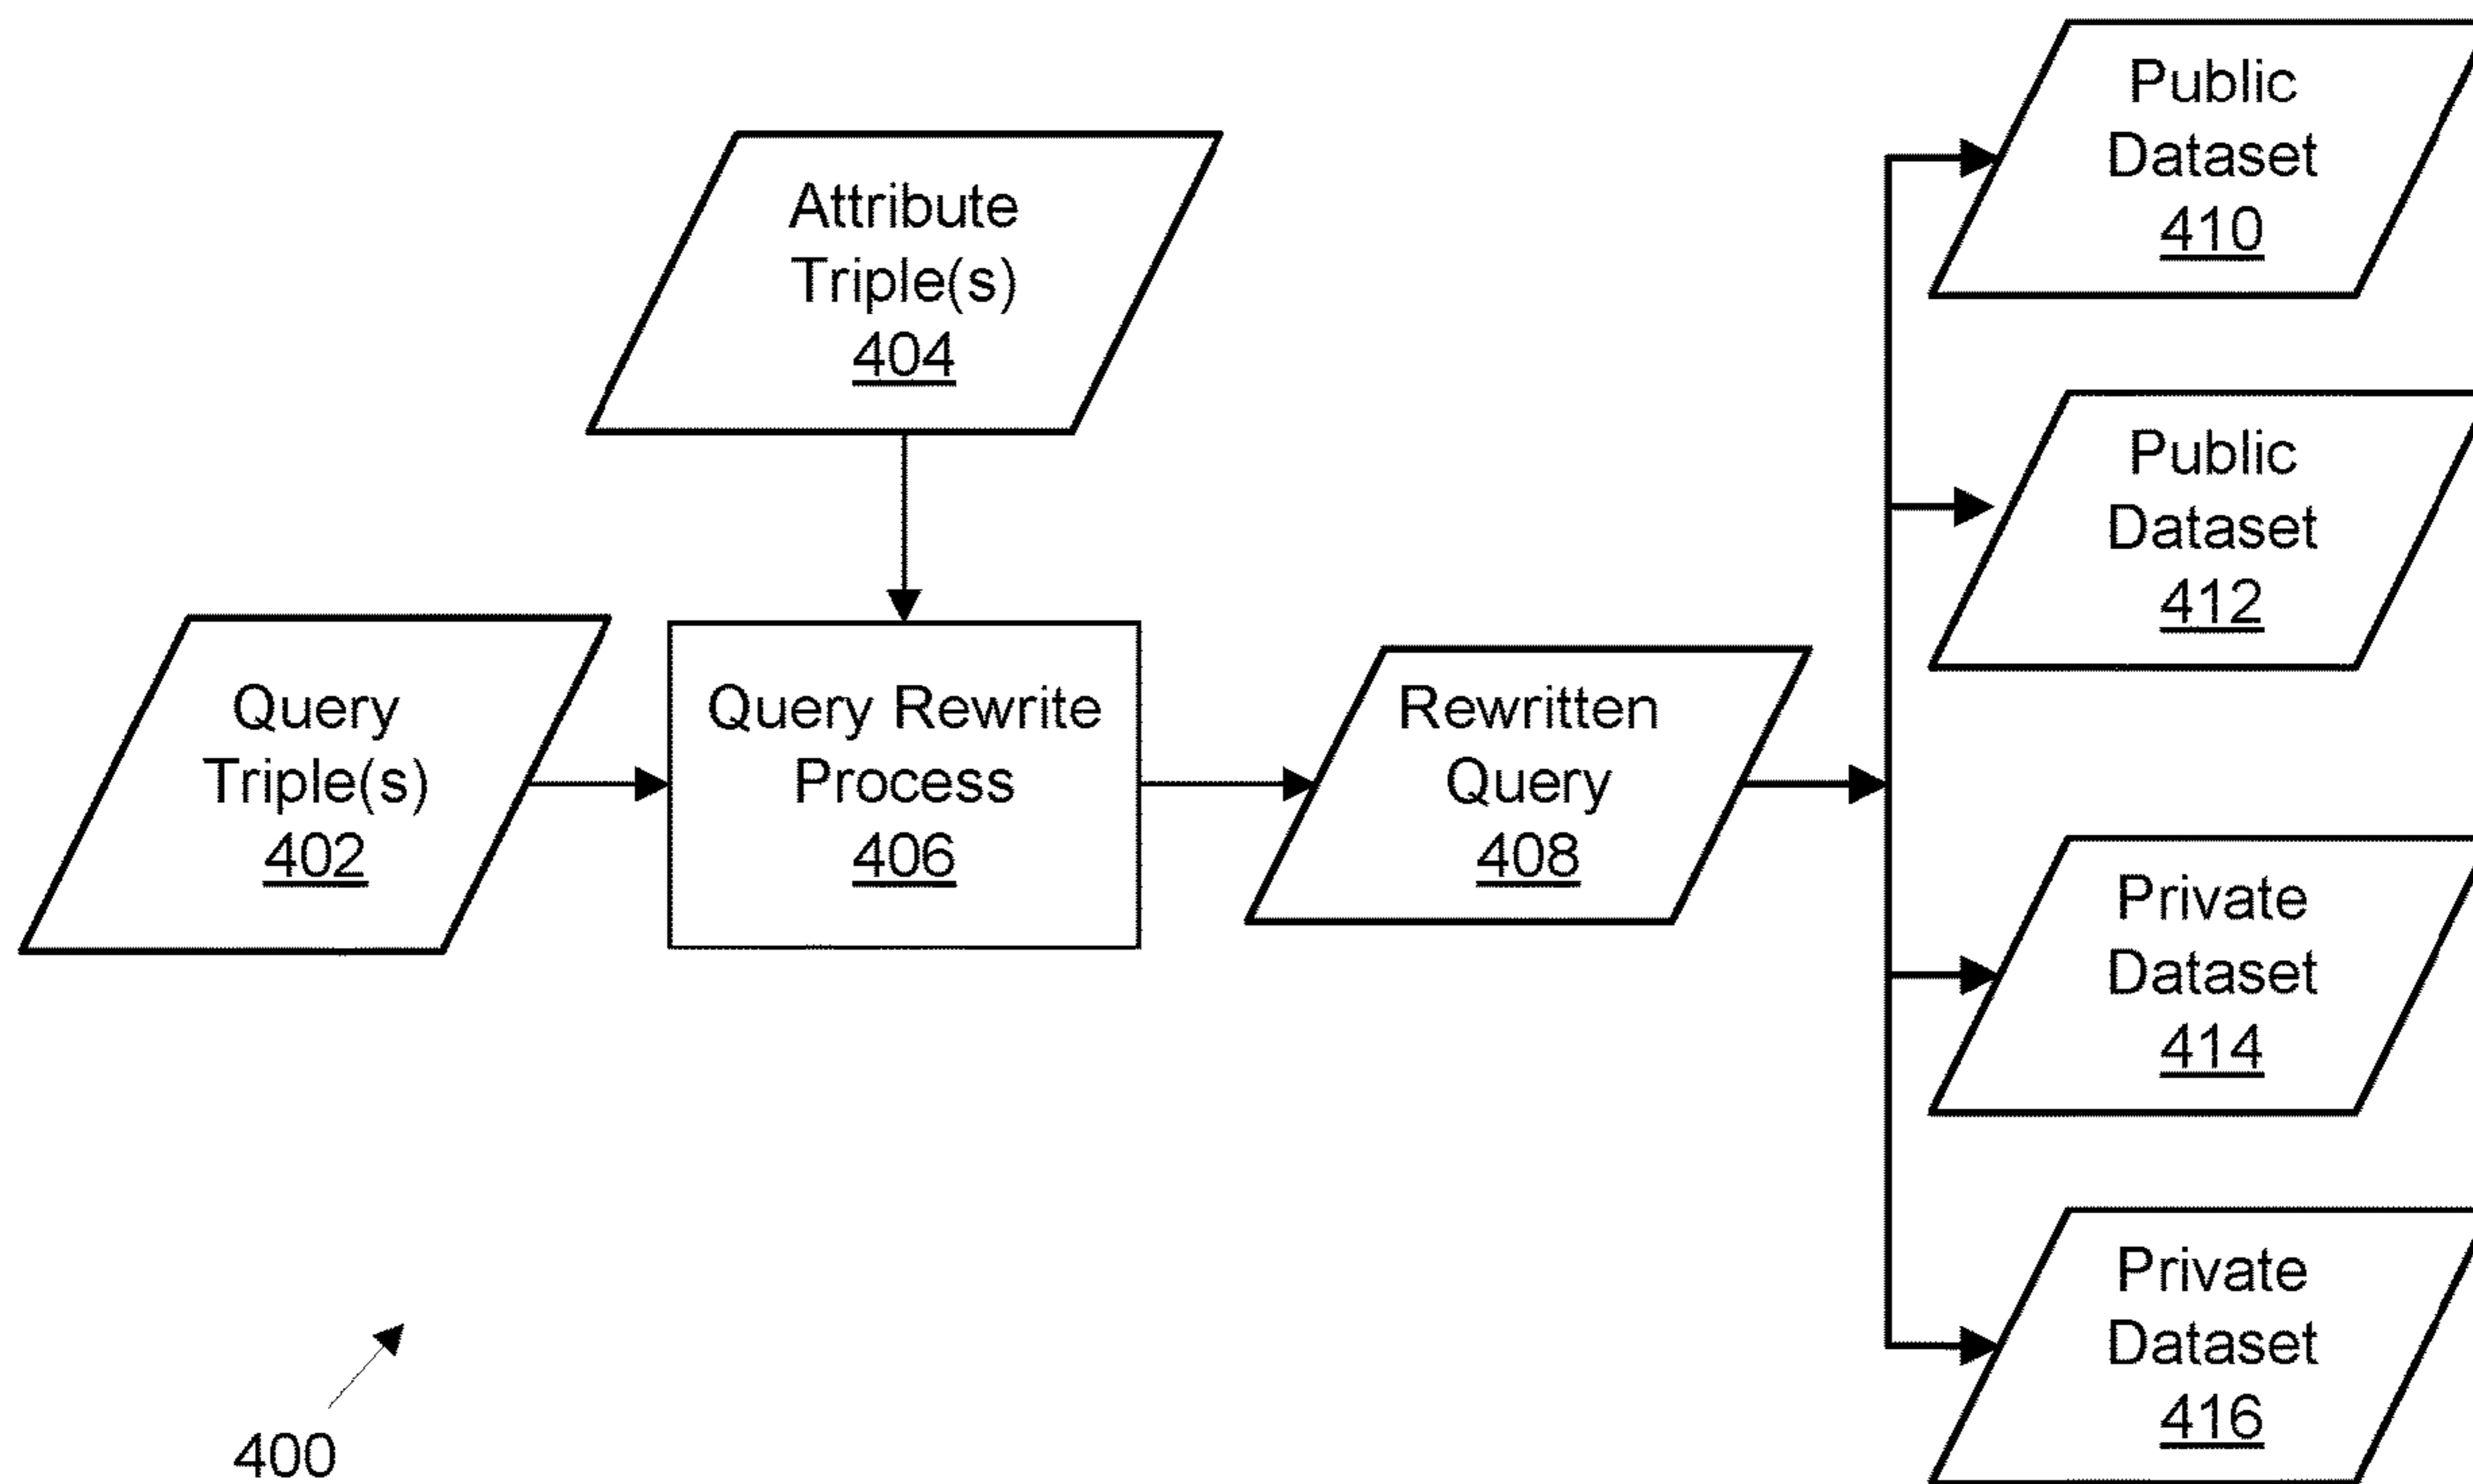 Attribute
Triple(s)
404
Query
Triple(s)
402
Query Rewrite
Process
406
Rewritten
Query
408
Public
Dataset
410
Public
Dataset
412
Private
Dataset
414
Private
Dataset
416
400